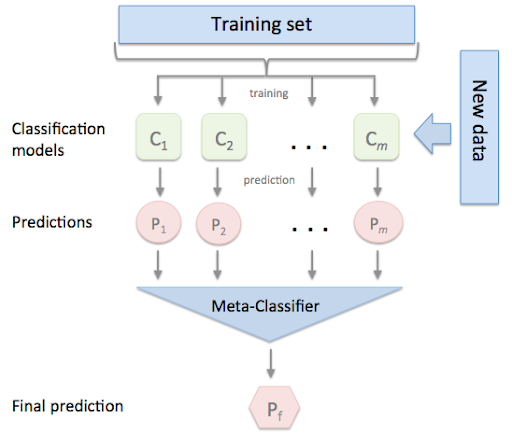 Training set
training
Classification
models
C1
C2
. . .
Cm
New data
prediction
Predictions
P1
P2
. . .
Pm
Meta-Classifier
Final prediction
Pf